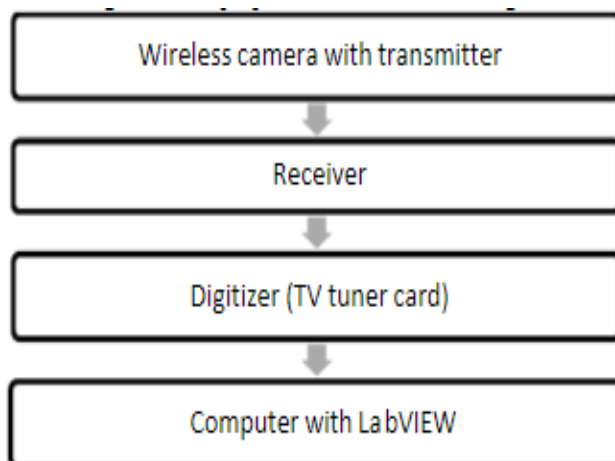 Wireless camera with transmitter
Receiver
Digitizer (TV tuner card)
Computer with LabVIEW